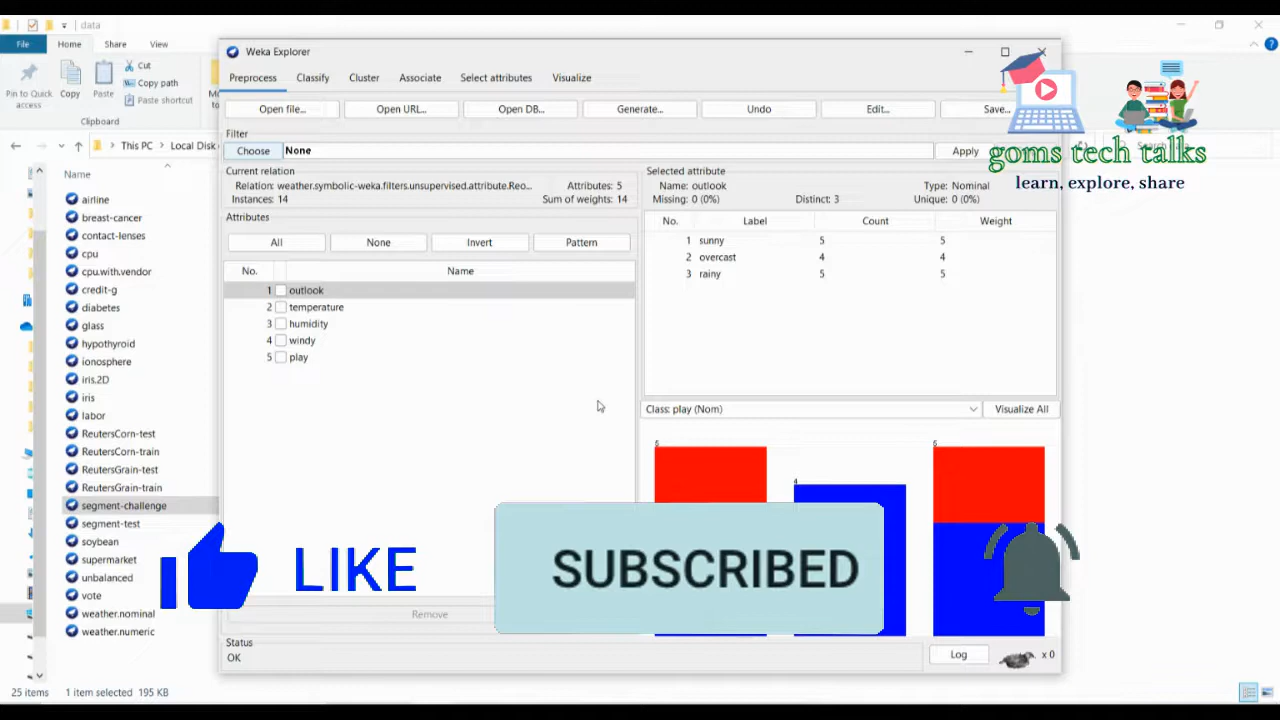 data
File
Home
Share
View
Pin to Quick
access
Copy
Paste
Cut
Copy path
Paste shortcut
Clipboard
This PC
Local Disk
Name
airline
breast-cancer
contact-lenses
cpu
cpu.with.vendor
credit-g
diabetes
glass
hypothyroid
ionosphere
iris.2D
iris
labor
ReutersCorn-test
ReutersCorn-train
ReutersGrain-test
ReutersGrain-train
segment-challenge
segment-test
soybean
supermarket
unbalanced
vote
weather.nominal
weather.numeric
25 items
1 item selected 195 KB
Weka Explorer
Preprocess
Classify
Cluster
Associate
Select attributes
Visualize
Open file...
Open URL...
Open DB...
Generate...
Undo
Edit...
Save...
Filter
Choose
None
Apply
Current relation
Relation: weather.symbolic-weka.filters.unsupervised.attribute.Reo...
Attributes: 5
Instances: 14
Sum of weights: 14
Attributes
All
None
Invert
Pattern
No.
Name
1 outlook
2 temperature
3 humidity
4 windy
5 play
Remove
Selected attribute
Name: outlook
Type: Nominal
Missing: 0 (0%)
Distinct: 3
Unique: 0 (0%)
No. Label Count Weight
1 sunny 5 5
2 overcast 4 4
3 rainy 5 5
Class: play (Nom)
Visualize All
5
4
5
Status
OK
Log
x 0
goms tech talks
learn, explore, share
LIKE
SUBSCRIBED